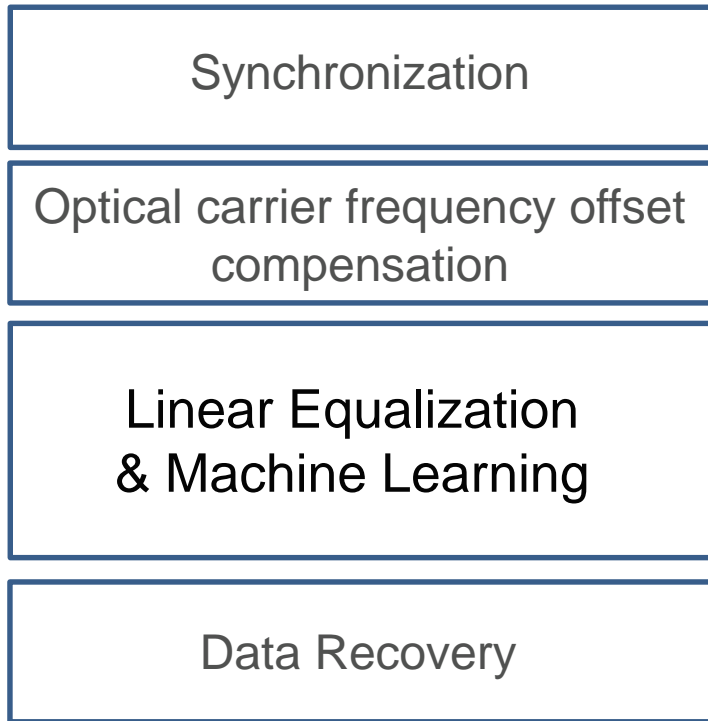 Synchronization
Optical carrier frequency offset
compensation
Linear Equalization
& Machine Learning
Data Recovery